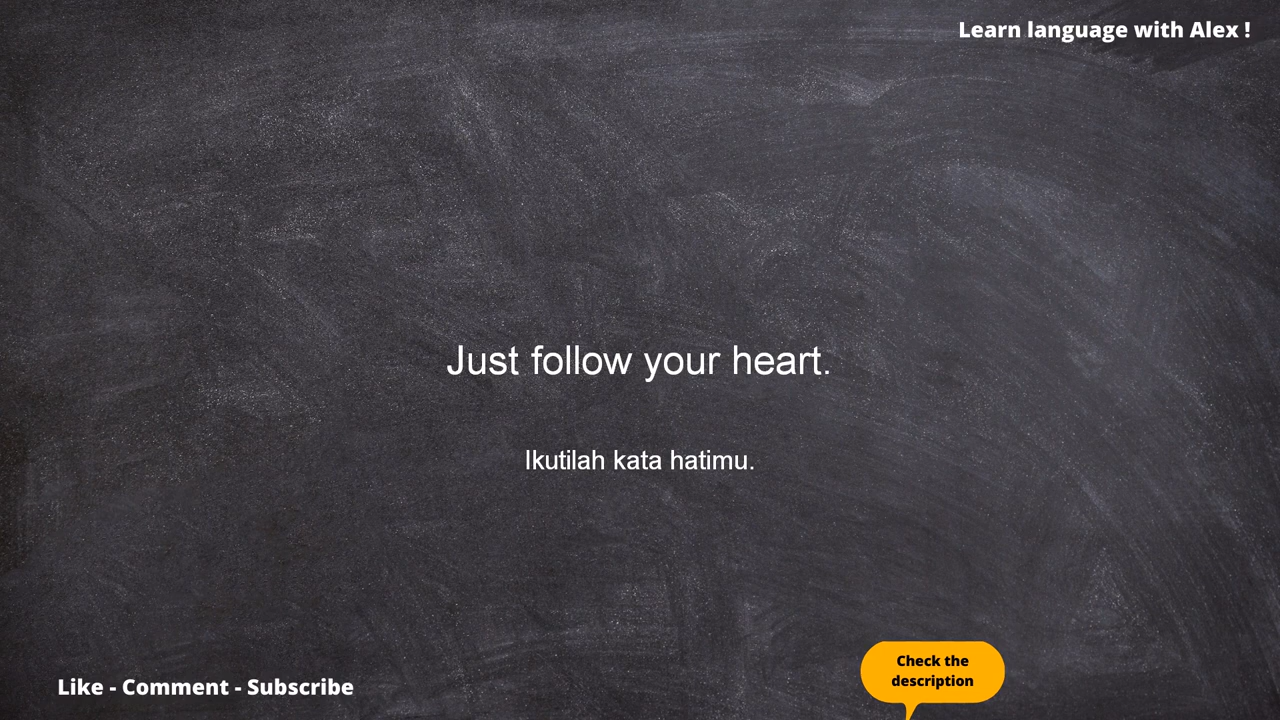 Learn language with Alex !
Just follow your heart.
Ikutilah kata hatimu.
Like - Comment - Subscribe
Check the
description